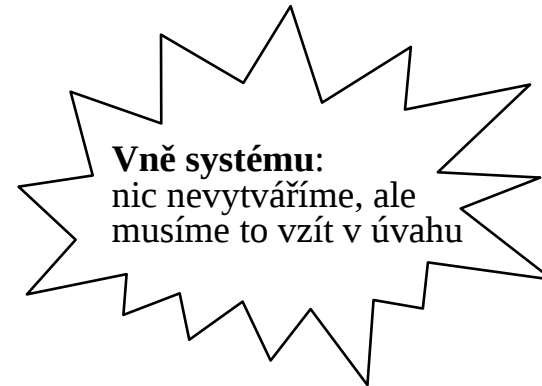 Vně systému:
nic nevytváříme, ale
musíme to vzít v úvahu